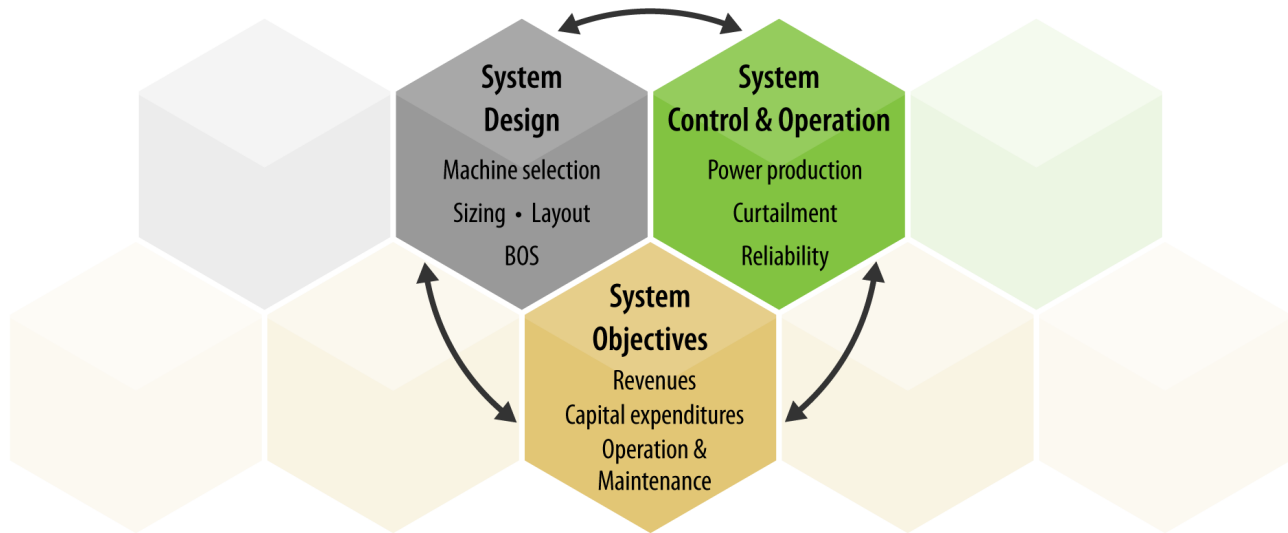 System
Design
Machine selection
Sizing • Layout
BOS
System
Control & Operation
Power production
Curtailment
Reliability
System
Objectives
Revenues
Capital expenditures
Operation &
Maintenance